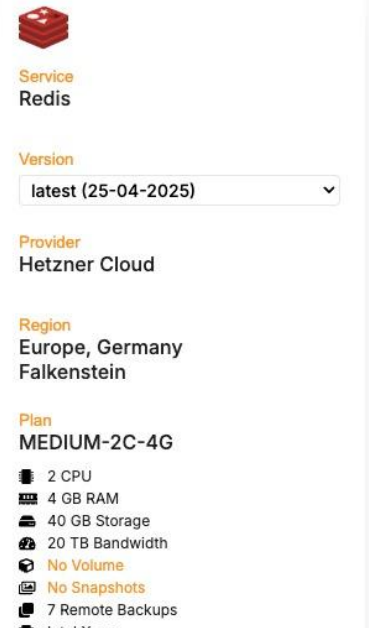 Service
Redis
Version
latest (25-04-2025)
Provider
Hetzner Cloud
Region
Europe, Germany
Falkenstein
Plan
MEDIUM-2C-4G
2 CPU
4 GB RAM
40 GB Storage
20 TB Bandwidth
No Volume
No Snapshots
7 Remote Backups